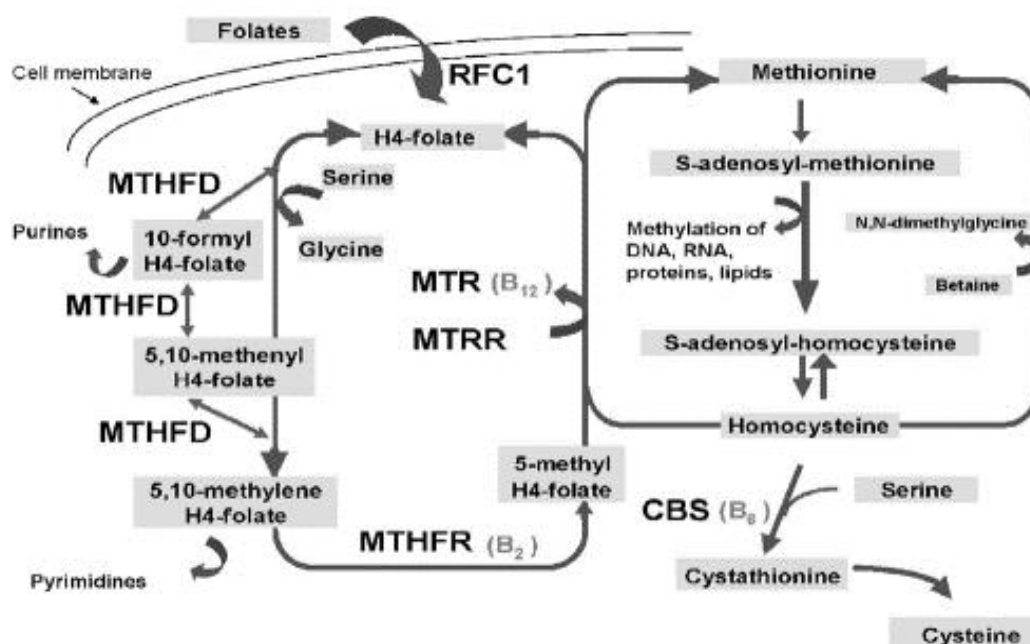 Folates
Cell membrane
RFC1
Methionine
H4-folate
MTHFD
Serine
S-adenosyl-methionine
Purines
10-formyl
H4-folate
Glycine
Methylation of
DNA, RNA,
proteins, lipids
N,N-dimethylglycine
MTR (B12)
Betaine
MTHFD
MTRR
5,10-methenyl
H4-folate
S-adenosyl-homocysteine
MTHFD
Homocysteine
5,10-methylene
H4-folate
5-methyl
H4-folate
CBS (B6)
Serine
MTHFR (B2)
Pyrimidines
Cystathionine
Cysteine